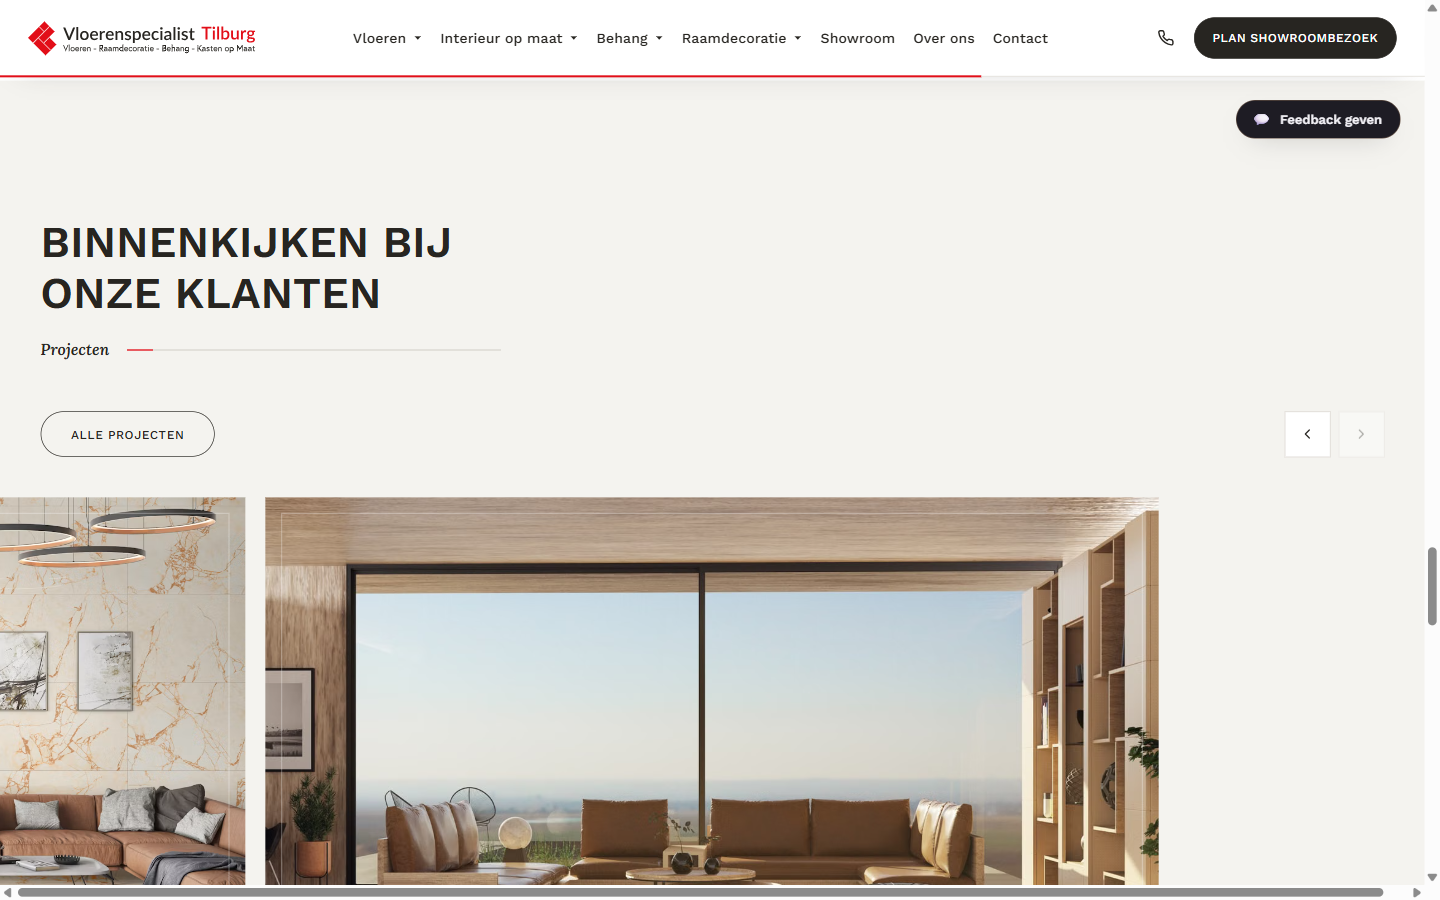 Vloerenspecialist Tilburg
Vloeren - Raamdecoratie - Behang - Kasten op Maat
Vloeren
Interieur op maat
Behang
Raamdecoratie
Showroom
Over ons
Contact
PLAN SHOWROOMBEZOEK
Feedback geven
BINNENKIJKEN BIJ
ONZE KLANTEN
Projecten
ALLE PROJECTEN